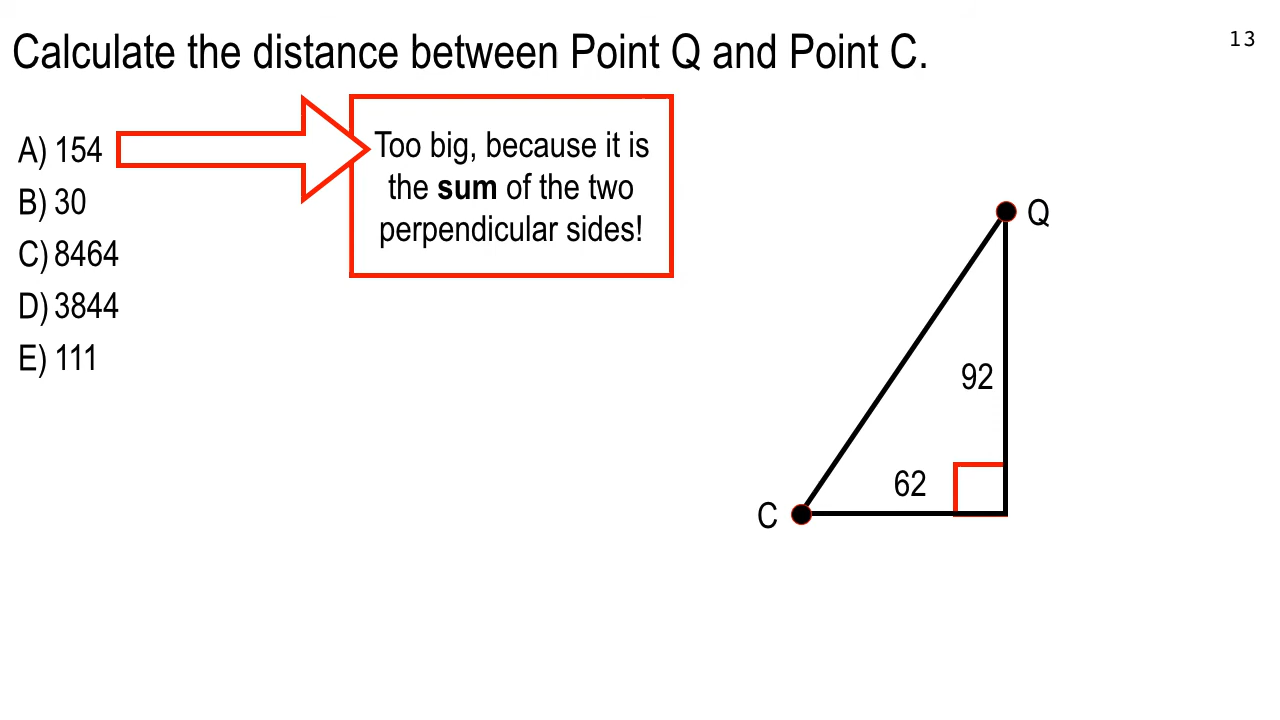 Calculate the distance between Point Q and Point C.
13
A) 154
Too big, because it is
the sum of the two
perpendicular sides!
B) 30
C) 8464
D) 3844
E) 111
Q
92
62
C